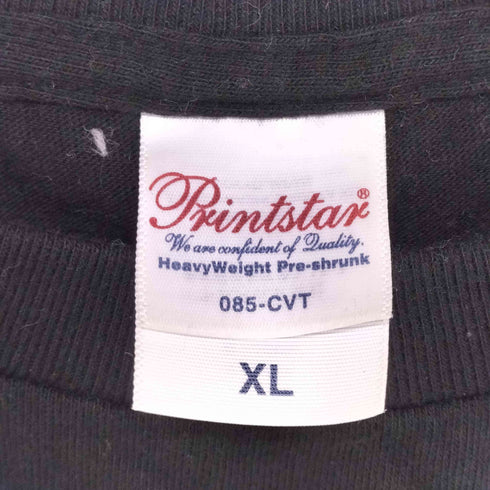 Printstar®
We are confident of Quality.
HeavyWeight Pre-shrunk
085-CVT
XL